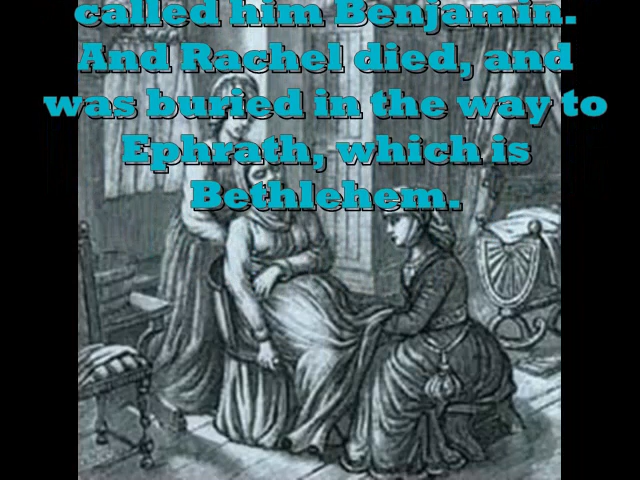 called him Benjamin.
And Rachel died, and
was buried in the way to
Ephrath, which is
Bethlehem.